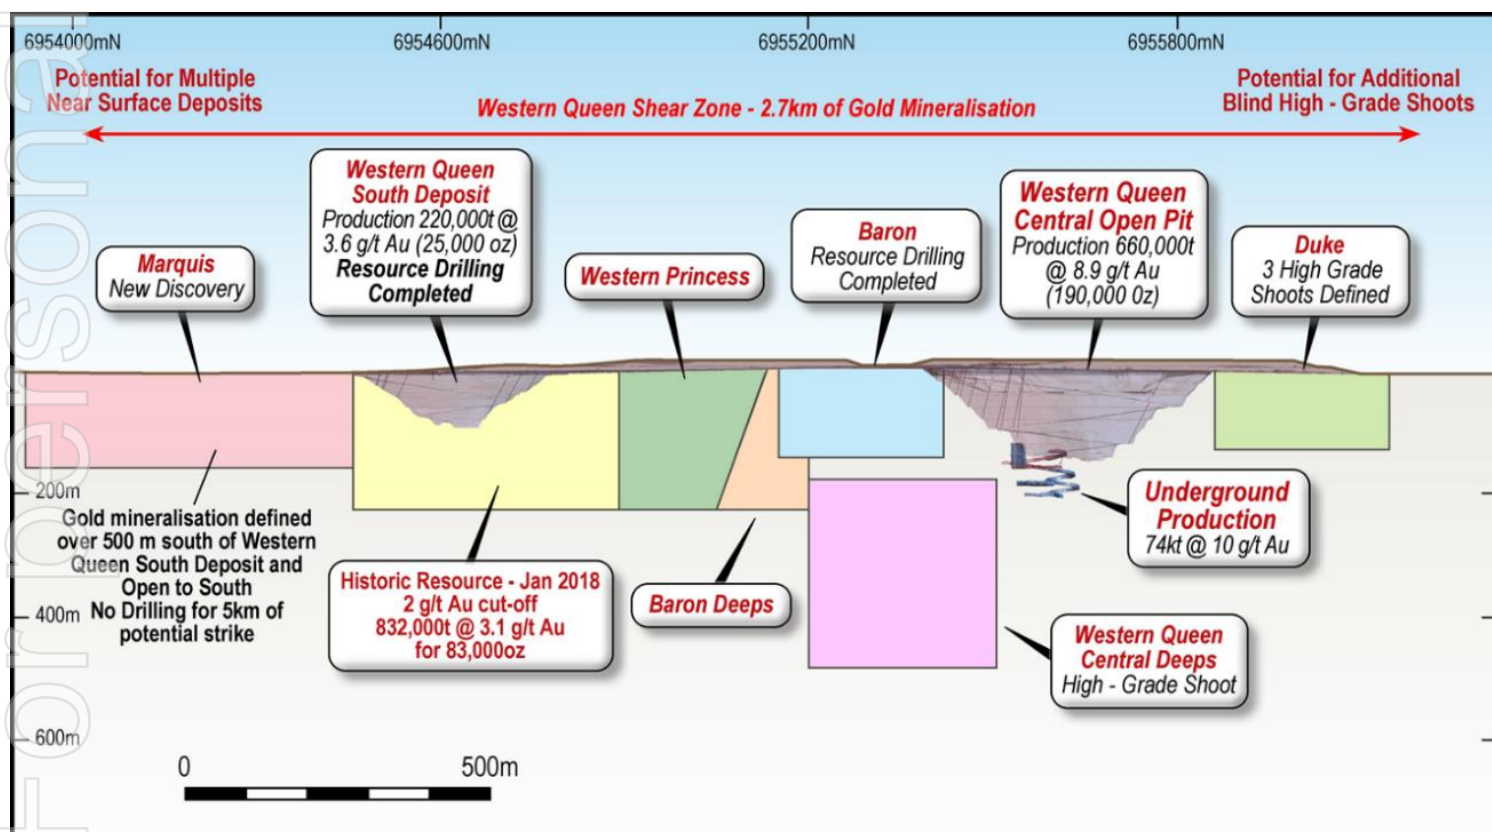 6954000mN
6954600mN
6955200mN
6955800mN
Potential for Multiple
Near Surface Deposits
Western Queen Shear Zone - 2.7km of Gold Mineralisation
Potential for Additional
Blind High - Grade Shoots
Marquis
New Discovery
Western Queen
South Deposit
Production 220,000t @
3.6 g/t Au (25,000 oz)
Resource Drilling
Completed
Western Princess
Baron
Resource Drilling
Completed
Western Queen
Central Open Pit
Production 660,000t
@ 8.9 g/t Au
(190,000 0z)
Duke
3 High Grade
Shoots Defined
200m
400m
600m
Gold mineralisation defined
over 500 m south of Western
Queen South Deposit and
Open to South
No Drilling for 5km of
potential strike
Historic Resource - Jan 2018
2 g/t Au cut-off
832,000t @ 3.1 g/t Au
for 83,000oz
Baron Deeps
Underground
Production
74kt @ 10 g/t Au
Western Queen
Central Deeps
High - Grade Shoot
0
500m
For persona